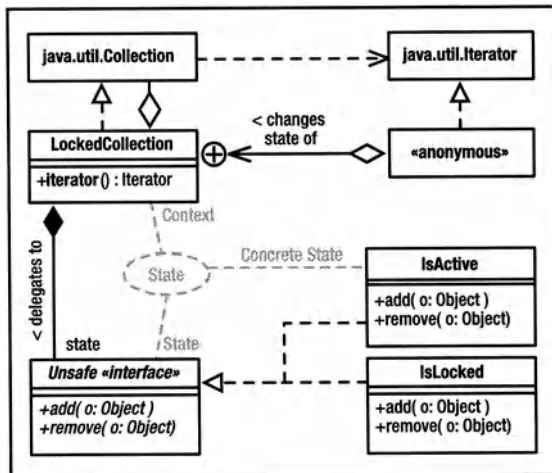 java.util.Collection
java.util.Iterator
< changes
state of
LockedCollection
+iterator() : Iterator
«anonymous»
Context
State
Concrete State
IsActive
+add( o: Object )
+remove( o: Object)
< delegates to
state
State
Unsafe «interface»
+add( o: Object )
+remove( o: Object)
IsLocked
+add( o: Object )
+remove( o: Object)